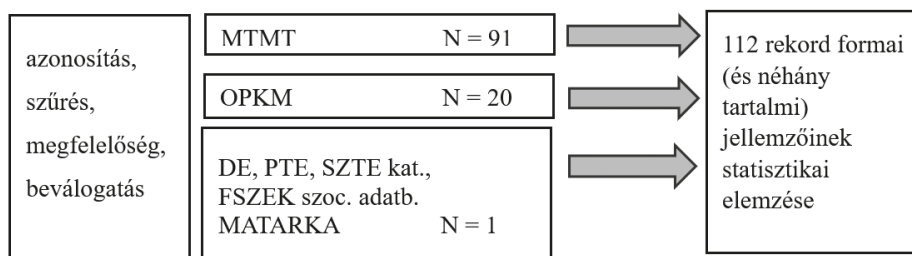 azonosítás,
szűrés,
megfelelőség,
beválogatás
MTMT N = 91
OPKM N = 20
DE, PTE, SZTE kat.,
FSZEK szoc. adatb.
MATARKA N = 1
112 rekord formai
(és néhány
tartalmi)
jellemzőinek
statisztikai
elemzése